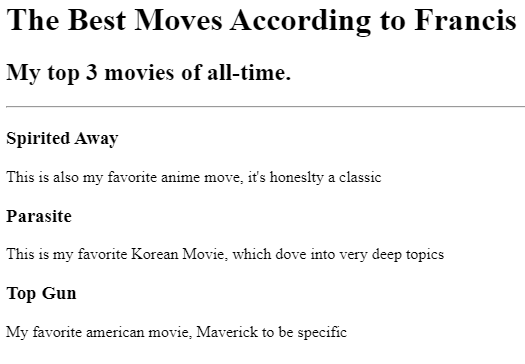 The Best Moves According to Francis
My top 3 movies of all-time.
Spirited Away
This is also my favorite anime move, it's honeslty a classic
Parasite
This is my favorite Korean Movie, which dove into very deep topics
Top Gun
My favorite american movie, Maverick to be specific